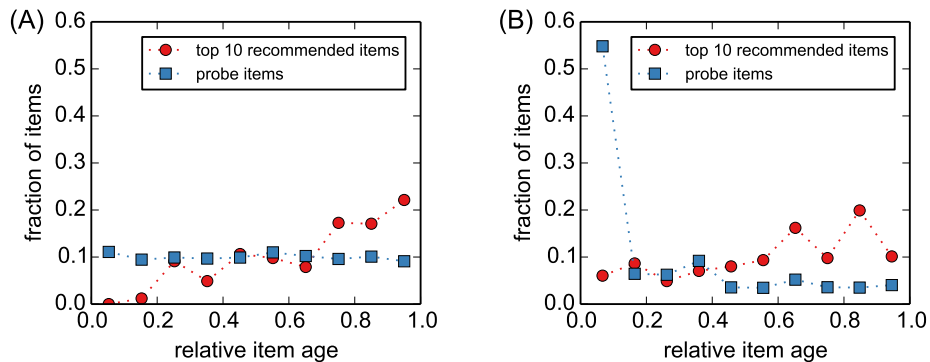 (A)
0.6
0.5
0.4
0.3
0.2
0.1
0.0
fraction of items
top 10 recommended items
probe items
0.0 0.2 0.4 0.6 0.8 1.0
relative item age
(B)
0.6
0.5
0.4
0.3
0.2
0.1
0.0
fraction of items
top 10 recommended items
probe items
0.0 0.2 0.4 0.6 0.8 1.0
relative item age